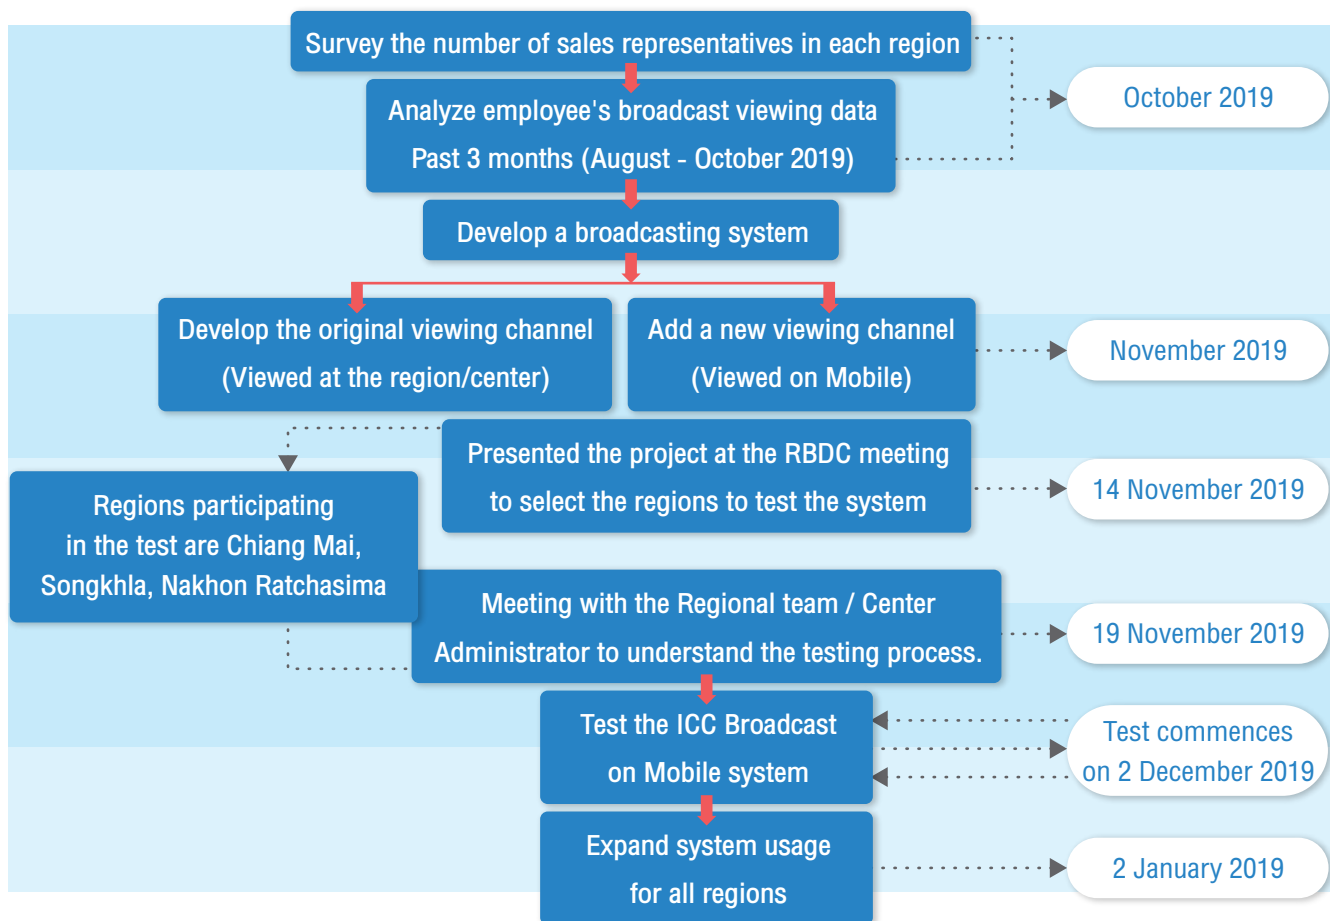 Survey the number of sales representatives in each region
October 2019
Analyze employee's broadcast viewing data
Past 3 months (August - October 2019)
Develop a broadcasting system
Develop the original viewing channel
(Viewed at the region/center)
Add a new viewing channel
(Viewed on Mobile)
November 2019
Presented the project at the RBDC meeting
to select the regions to test the system
14 November 2019
Regions participating
in the test are Chiang Mai,
Songkhla, Nakhon Ratchasima
Meeting with the Regional team / Center
Administrator to understand the testing process.
19 November 2019
Test the ICC Broadcast
on Mobile system
Test commences
on 2 December 2019
Expand system usage
for all regions
2 January 2019